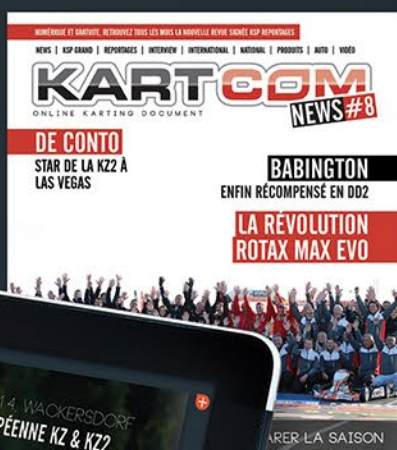 NUMÉRIQUE ET GRATUITE, RETROUVEZ TOUS LES MOIS LA NOUVELLE REVUE SIGNÉE KSP REPORTAGES
NEWS | KSP GRAND | REPORTAGES | INTERVIEW | INTERNATIONAL | NATIONAL | PRODUITS | AUTO | VIDÉO
KARTCOM
ONLINE KARTING DOCUMENT
NEWS#8
DE CONTO
STAR DE LA KZ2 À
LAS VEGAS
BABINGTON
ENFIN RÉCOMPENSÉ EN DD2
LA RÉVOLUTION
ROTAX MAX EVO
14. WACKERSDORF
PÉENNE KZ & KZ2
ARER LA SAISON